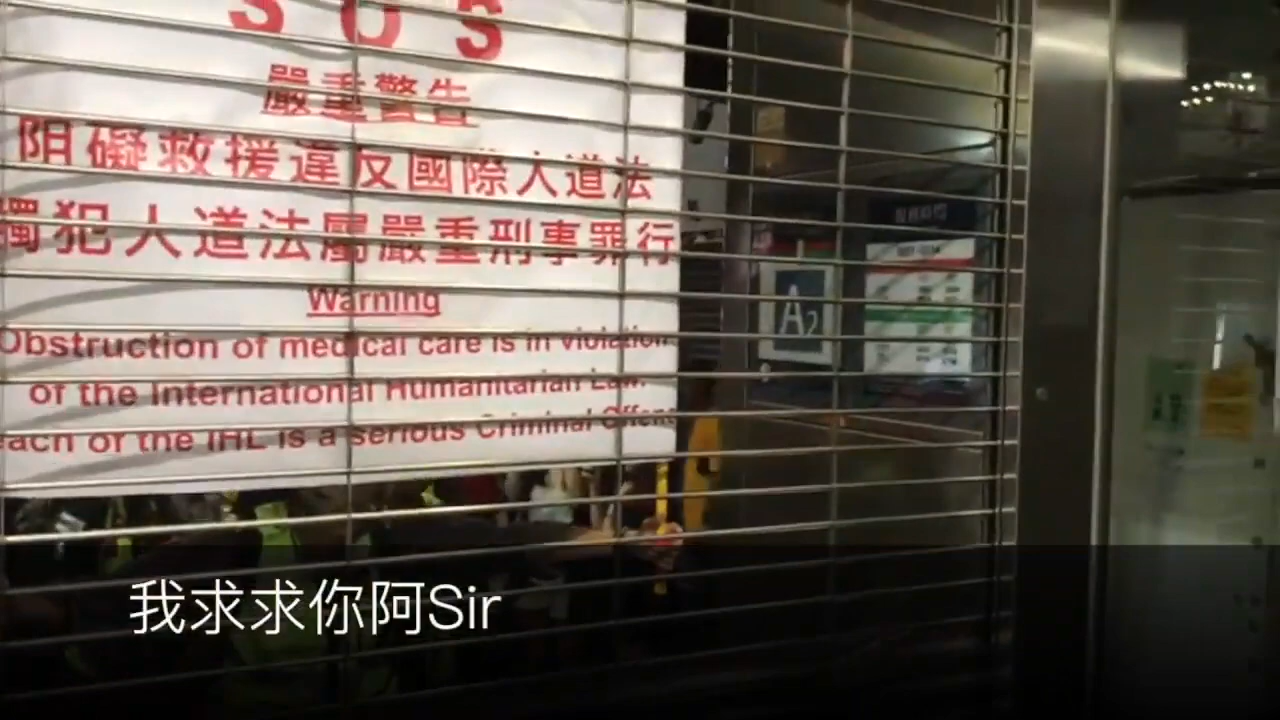 SOS
嚴重警告
阻礙救援違反國際人道法
觸犯人道法屬嚴重刑事罪行
Warning
Obstruction of medical care is in violation
of the International Humanitarian Law.
each of the IHL is a serious Criminal Offens
A2
我求求你阿Sir